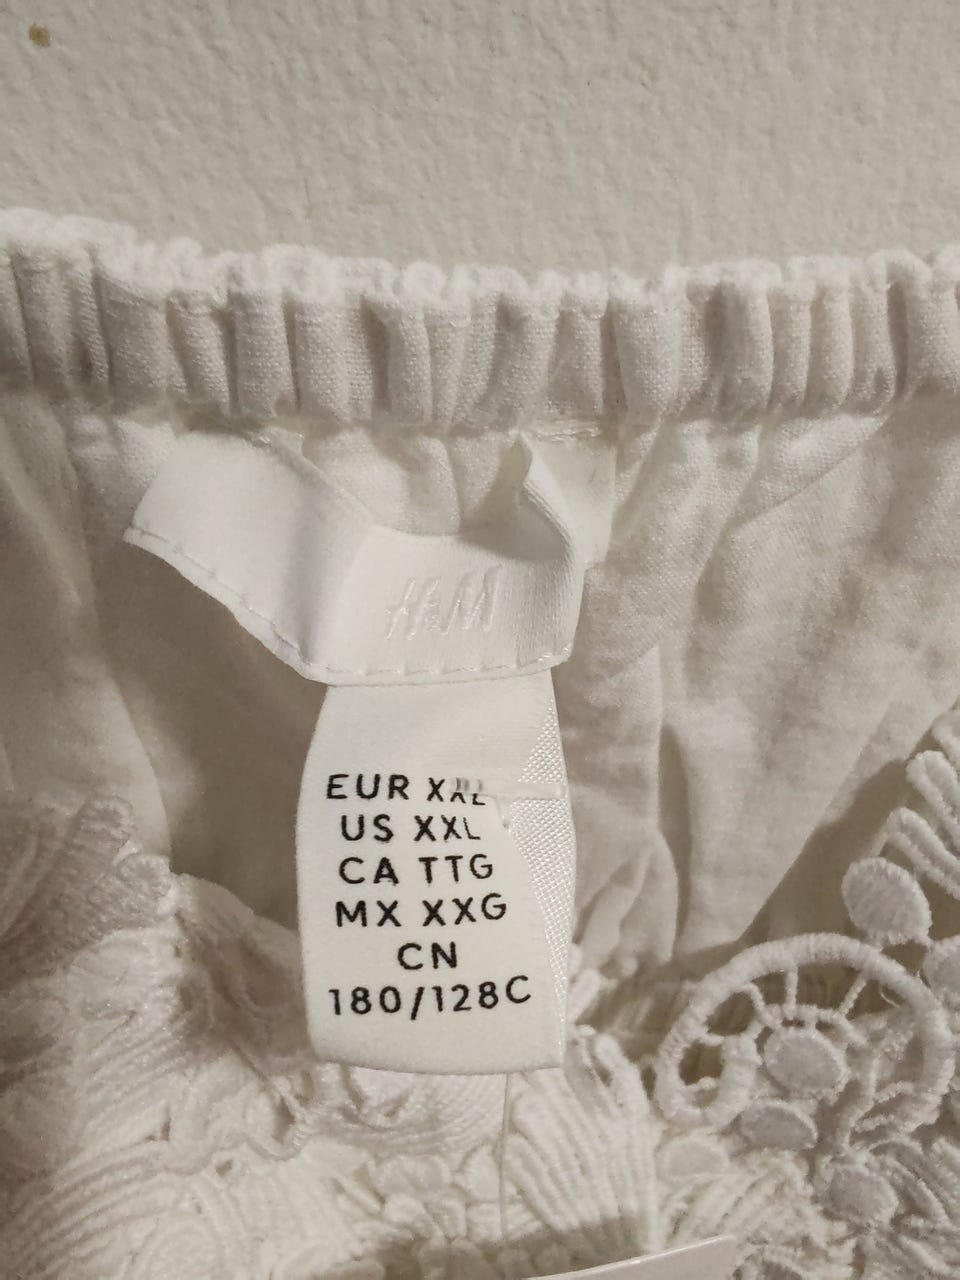 H&M
EUR XXL
US XXL
CA TTG
MX XXG
CN
180/128C